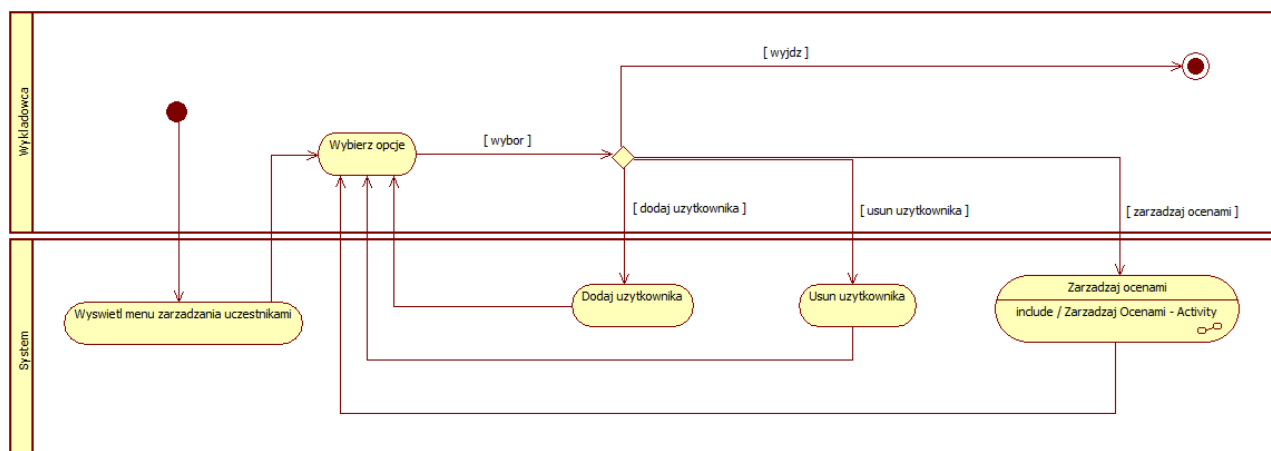 Wykladowca
[ wyjdz ]
Wybierz opcje
[ wybor ]
[ dodaj uzytkownika ]
[ usun uzytkownika ]
[ zarzadzaj ocenami ]
System
Wyswietl menu zarzadzania uczestnikami
Dodaj uzytkownika
Usun uzytkownika
Zarzadzaj ocenami
include / Zarzadzaj Ocenami - Activity